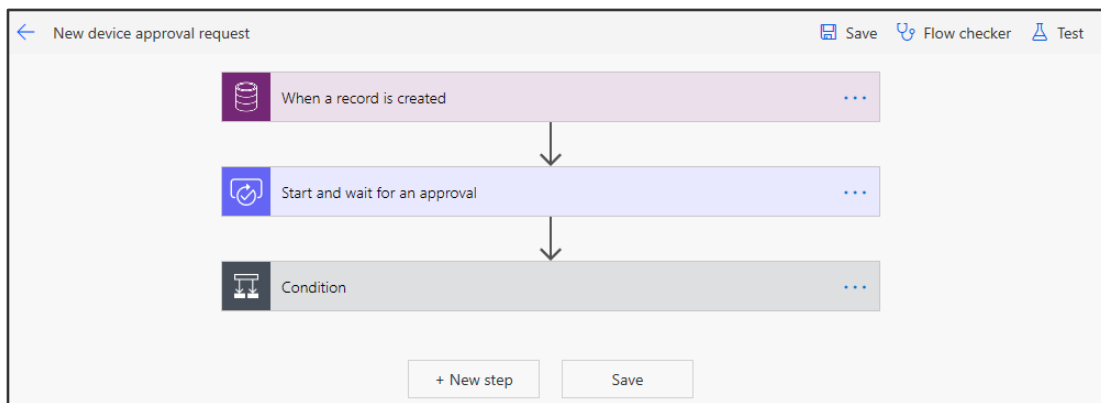 New device approval request
Save Flow checker Test
When a record is created
Start and wait for an approval
Condition
+ New step Save